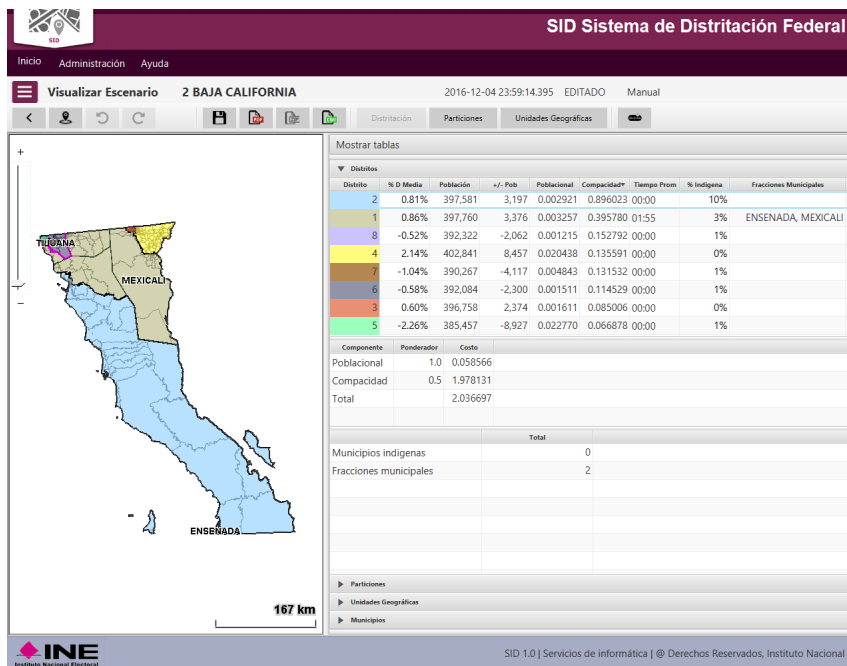 SID
SID Sistema de Distritación Federal
Inicio Administración Ayuda
Visualizar Escenario 2 BAJA CALIFORNIA 2016-12-04 23:59:14.395 EDITADO Manual
Distritación Particiones Unidades Geográficas
Mostrar tablas
Distritos
Distrito % D Media Población +/- Pob Poblacional Compacidad Tiempo Prom % Indígena Fracciones Municipales
2 0.81% 397,581 3,197 0.002921 0.896023 00:00 10%
1 0.86% 397,760 3,376 0.003257 0.395780 01:55 3% ENSENADA, MEXICALI
8 -0.52% 392,322 -2,062 0.001215 0.152792 00:00 1%
4 2.14% 402,841 8,457 0.020438 0.135591 00:00 0%
7 -1.04% 390,267 -4,117 0.004843 0.131532 00:00 1%
6 -0.58% 392,084 -2,300 0.001511 0.114529 00:00 1%
3 0.60% 396,758 2,374 0.001611 0.085006 00:00 0%
5 -2.26% 385,457 -8,927 0.022770 0.066878 00:00 1%
Componente Ponderador Costo
Poblacional 1.0 0.058566
Compacidad 0.5 1.978131
Total 2.036697
Total
Municipios indigenas 0
Fracciones municipales 2
Particiones
Unidades Geográficas
Municipios
+
−
TIJUANA
MEXICALI
ENSENADA
167 km
INE
Instituto Nacional Electoral
SID 1.0 | Servicios de informática | @ Derechos Reservados, Instituto Nacional